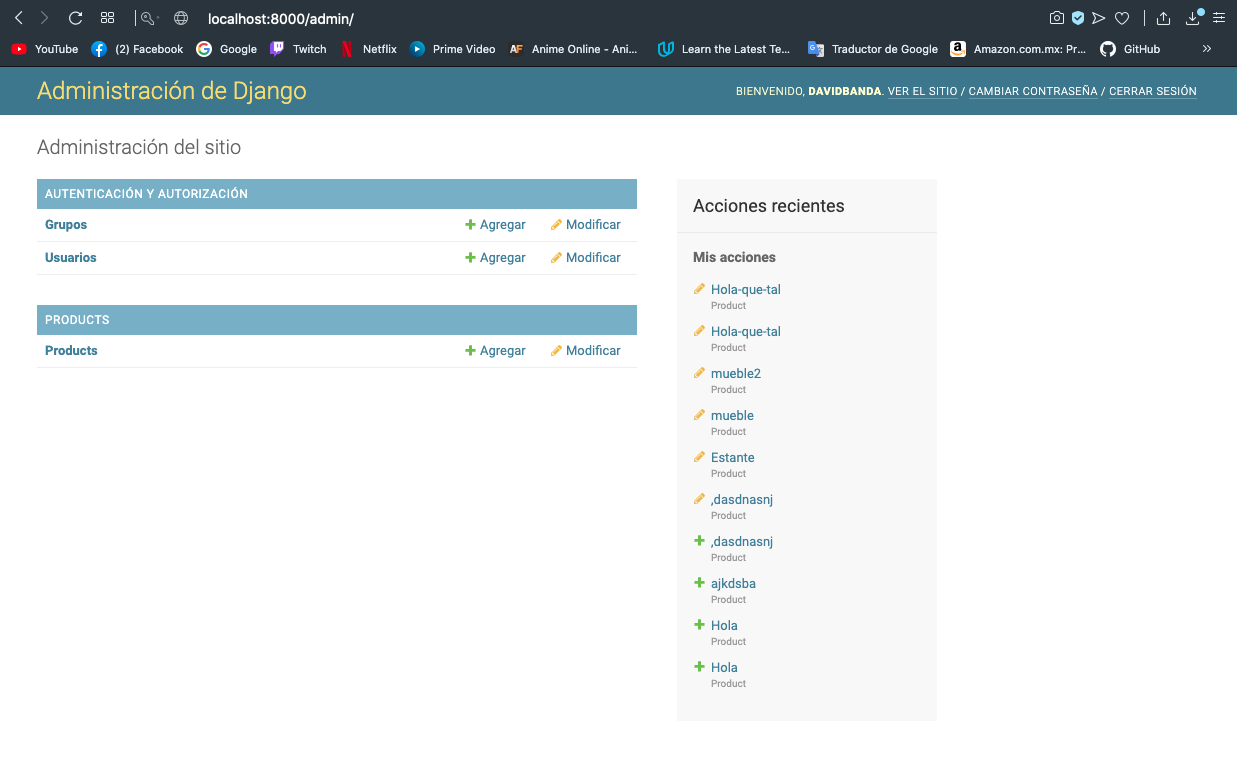 localhost:8000/admin/
YouTube (2) Facebook Google Twitch Netflix Prime Video AF Anime Online - Ani... Learn the Latest Te... Traductor de Google Amazon.com.mx: Pr... GitHub »
Administración de Django
BIENVENIDO, DAVIDBANDA. VER EL SITIO / CAMBIAR CONTRASEÑA / CERRAR SESIÓN
Administración del sitio
AUTENTICACIÓN Y AUTORIZACIÓN
Grupos Agregar Modificar
Usuarios Agregar Modificar
PRODUCTS
Products Agregar Modificar
Acciones recientes
Mis acciones
Hola-que-tal
Product
Hola-que-tal
Product
mueble2
Product
mueble
Product
Estante
Product
,dasdnasnj
Product
,dasdnasnj
Product
ajkdsba
Product
Hola
Product
Hola
Product